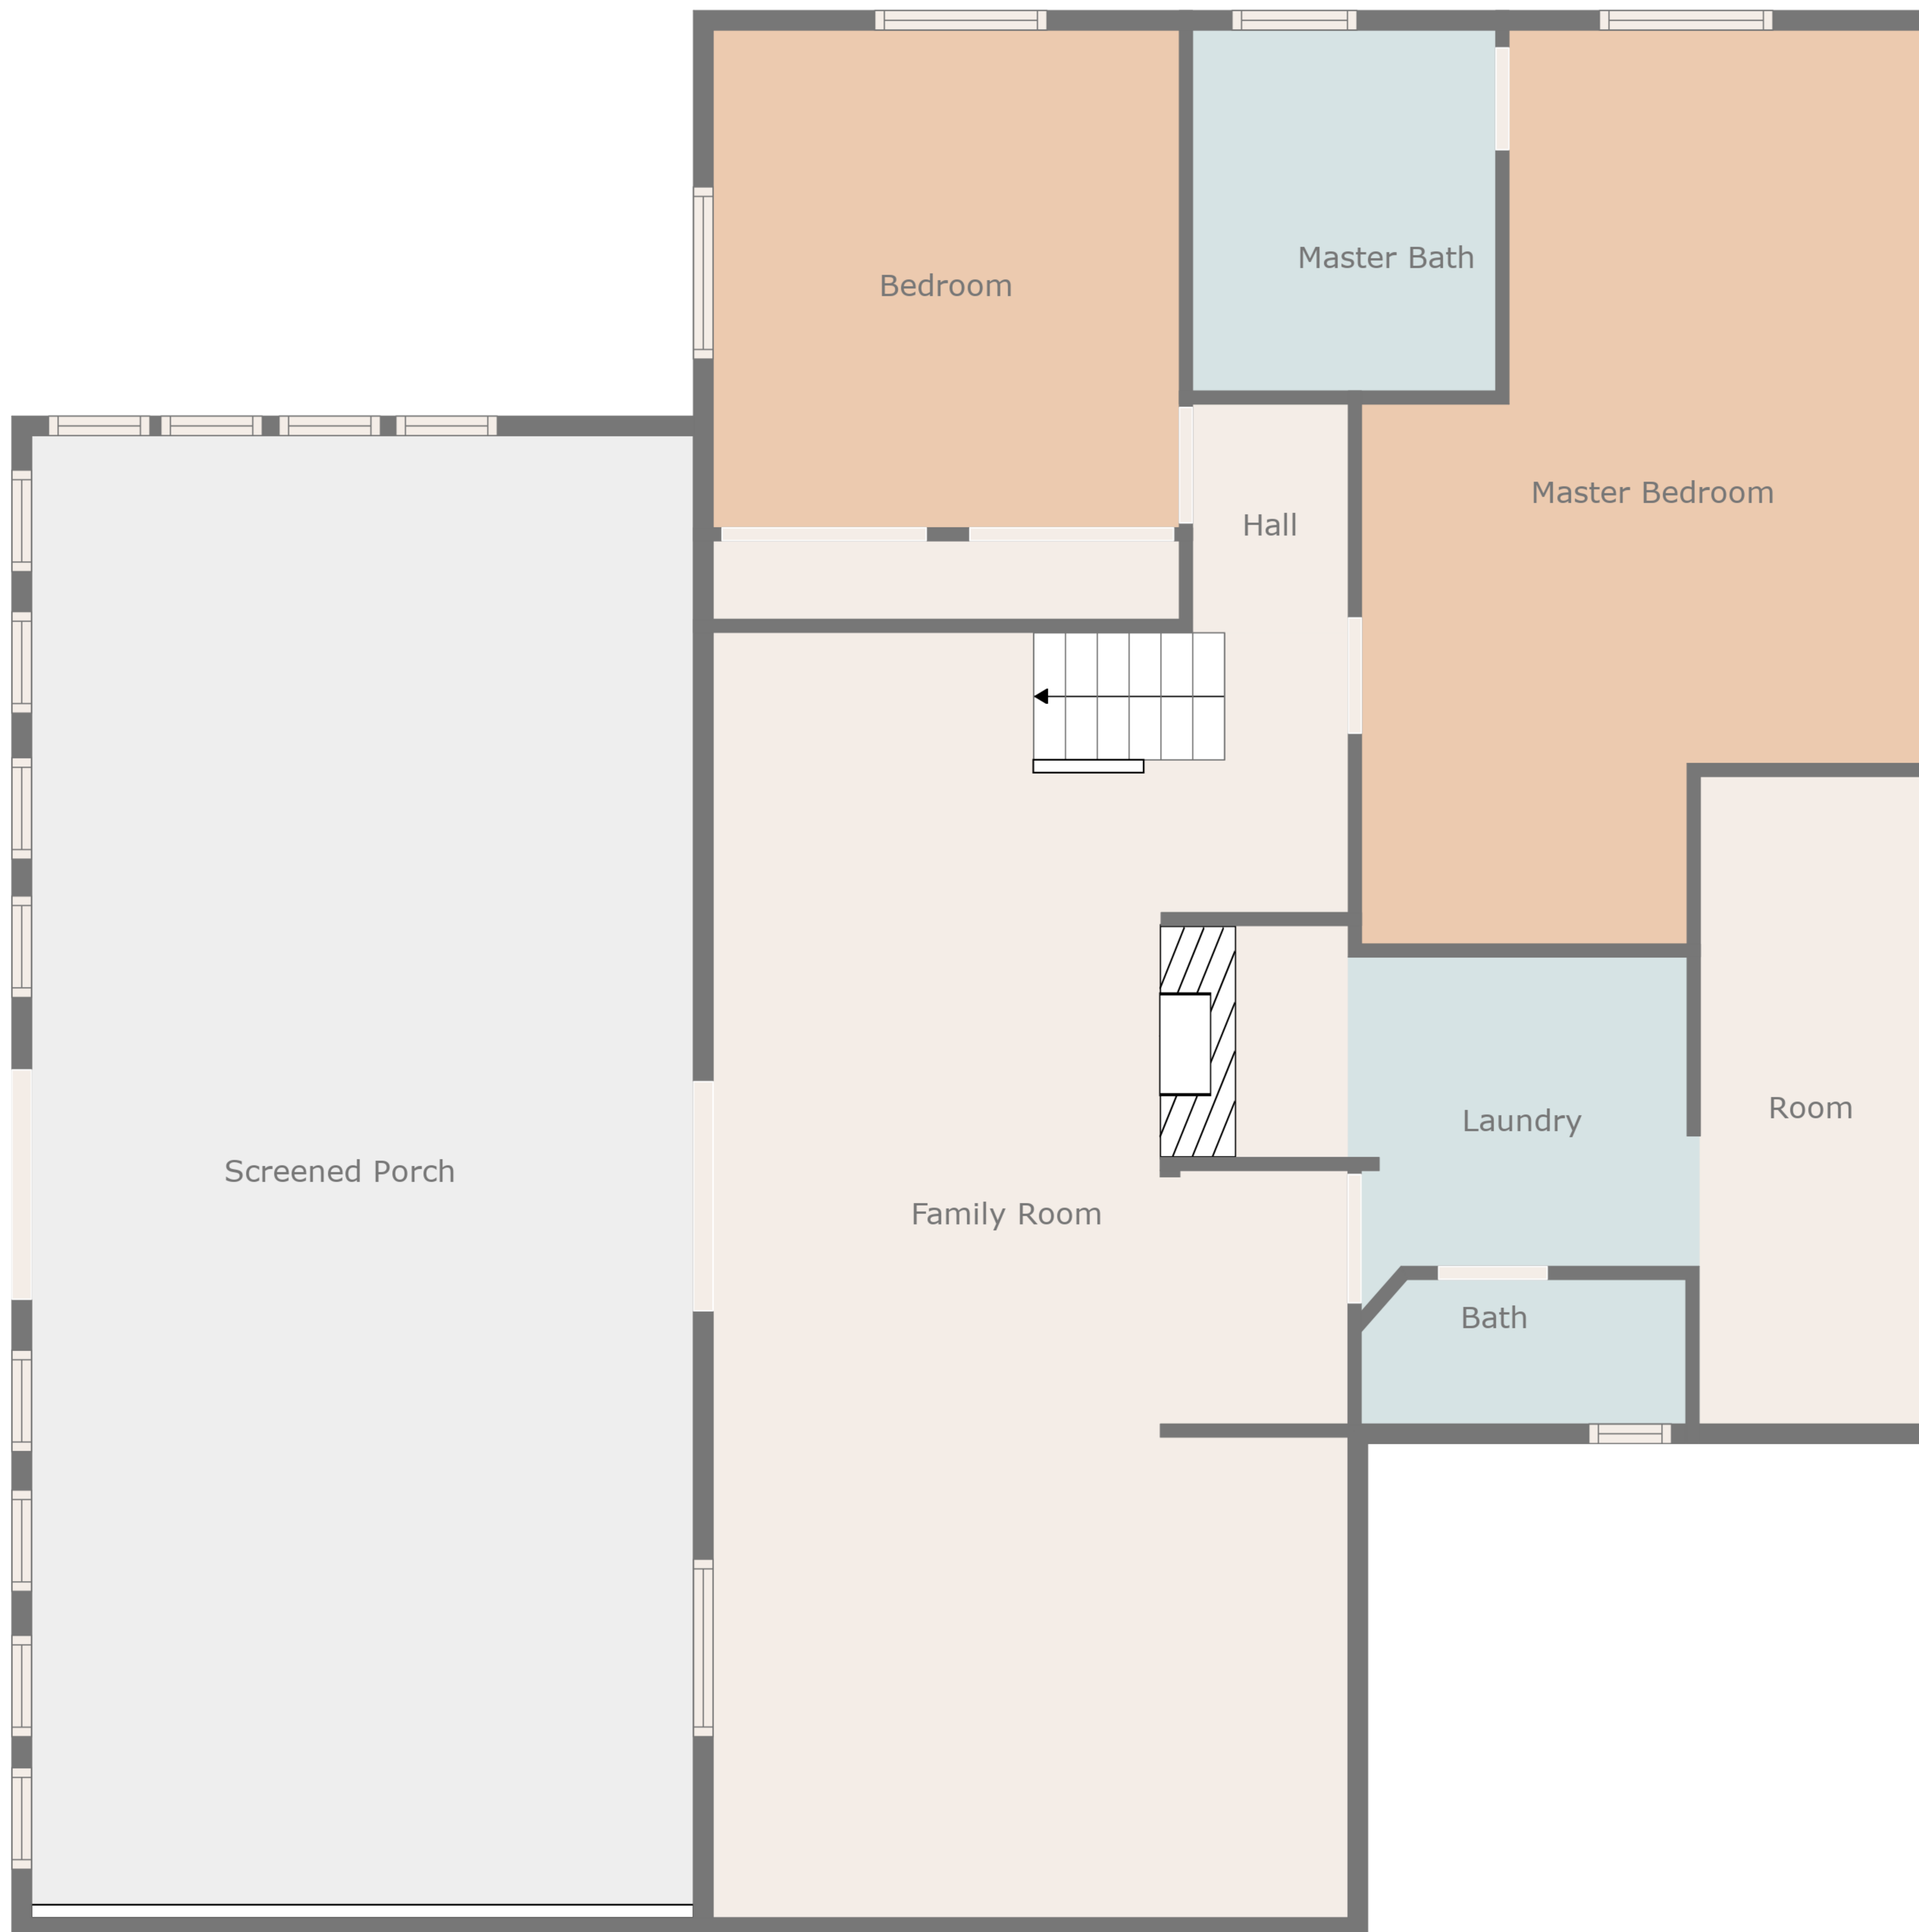 Master Bath
Bedroom
Master Bedroom
Hall
Room
Laundry
Screened Porch
Family Room
Bath